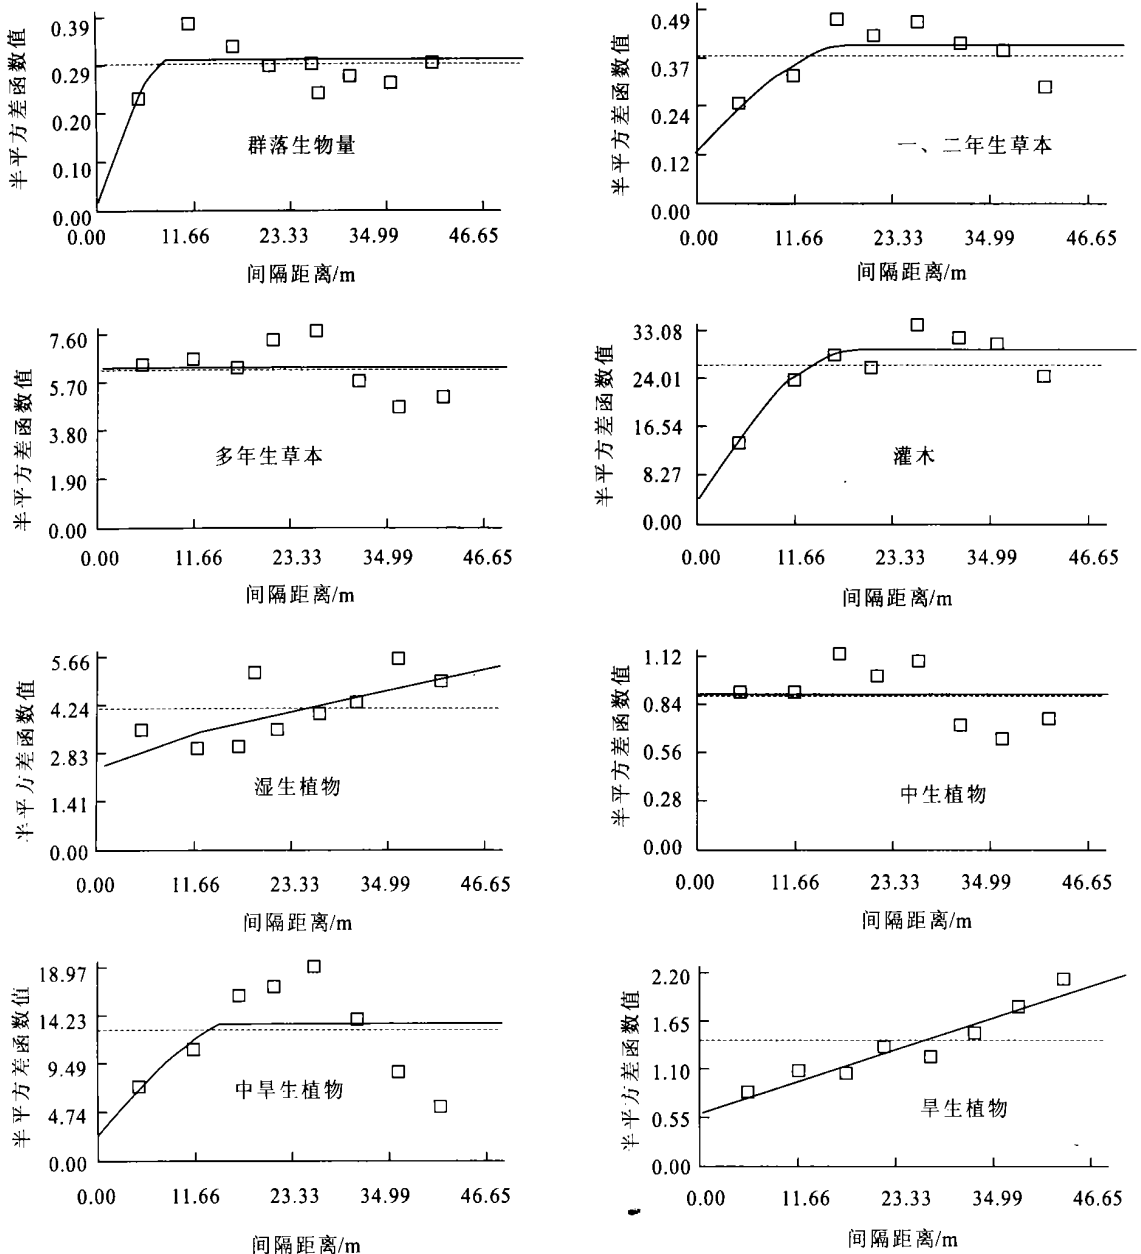 半平方差函数值
0.39
0.29
0.20
0.10
0.00
群落生物量
0.00 11.66 23.33 34.99 46.65
间隔距离/m
半平方差函数值
0.49
0.37
0.24
0.12
0.00
一、二年生草本
0.00 11.66 23.33 34.99 46.65
间隔距离/m
半平方差函数值
7.60
5.70
3.80
1.90
0.00
多年生草本
0.00 11.66 23.33 34.99 46.65
间隔距离/m
半平方差函数值
33.08
24.01
16.54
8.27
0.00
灌木
0.00 11.66 23.33 34.99 46.65
间隔距离/m
半平方差函数值
5.66
4.24
2.83
1.41
0.00
湿生植物
0.00 11.66 23.33 34.99 46.65
间隔距离/m
半平方差函数值
1.12
0.84
0.56
0.28
0.00
中生植物
0.00 11.66 23.33 34.99 46.65
间隔距离/m
半平方差函数值
18.97
14.23
9.49
4.74
0.00
中旱生植物
0.00 11.66 23.33 34.99 46.65
间隔距离/m
半平方差函数值
2.20
1.65
1.10
0.55
0.00
旱生植物
0.00 11.66 23.33 34.99 46.65
间隔距离/m